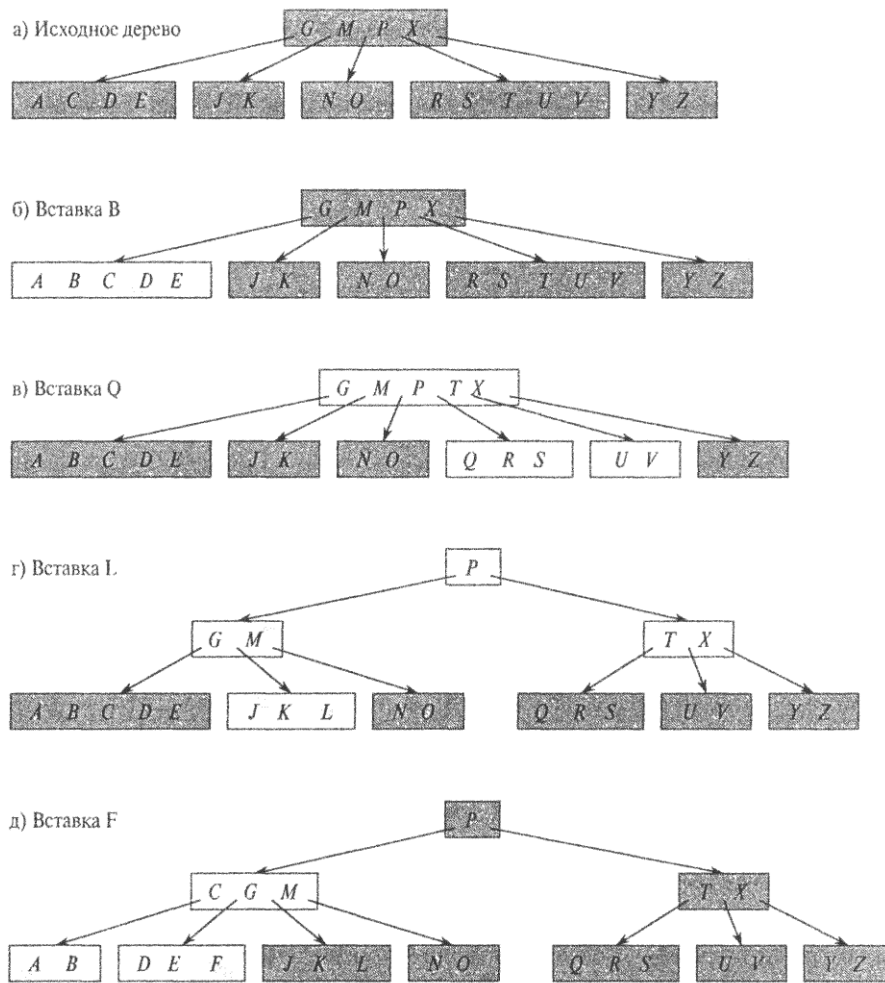 а) Исходное дерево
G M P X
A C D E J K N O R S T U V Y Z
б) Вставка B
G M P X
A B C D E J K N O R S T U V Y Z
в) Вставка Q
G M P T X
A B C D E J K N O Q R S U V Y Z
г) Вставка L
P
G M T X
A B C D E J K L N O Q R S U V Y Z
д) Вставка F
P
C G M T X
A B D E F J K L N O Q R S U V Y Z